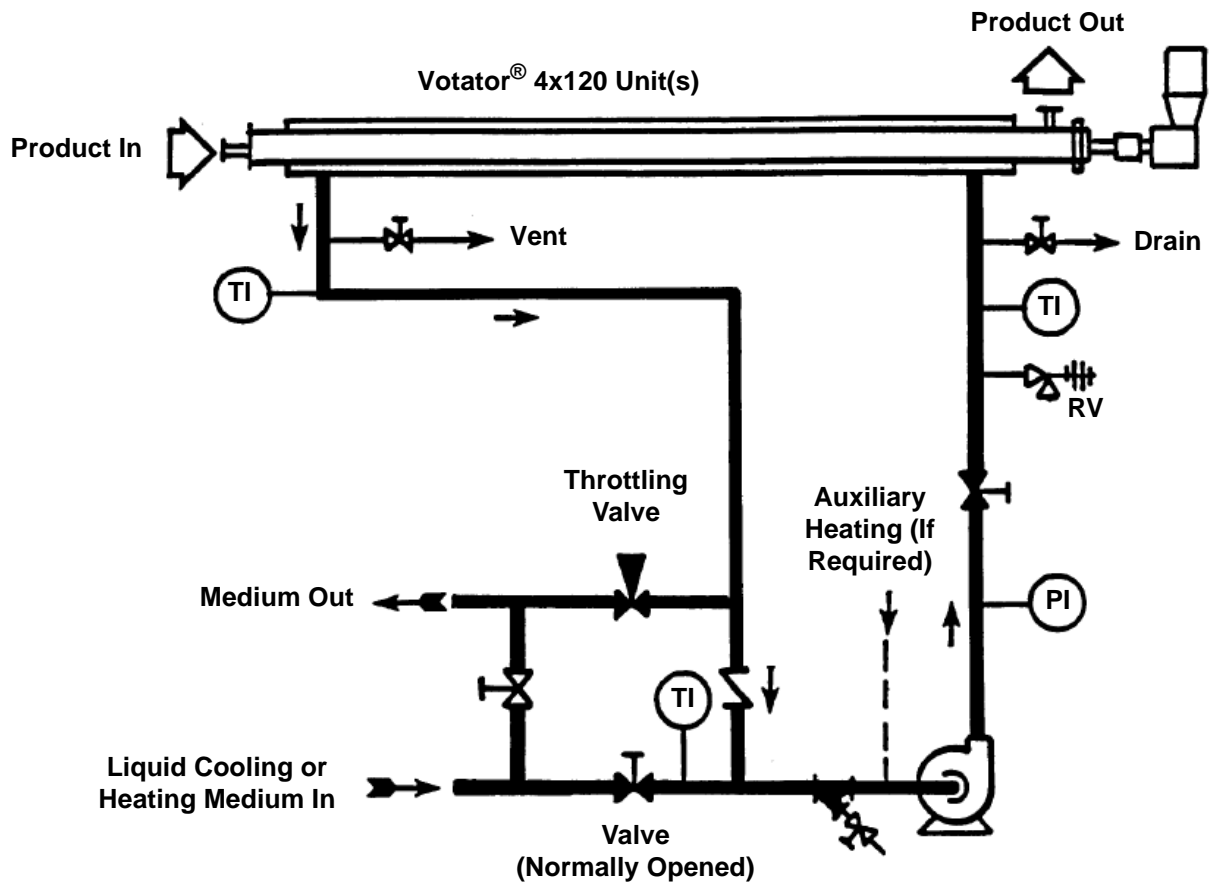 Product Out
Votator® 4x120 Unit(s)
Product In
Vent
Drain
TI
TI
RV
Throttling
Valve
Auxiliary
Heating (If
Required)
Medium Out
PI
TI
Liquid Cooling or
Heating Medium In
Valve
(Normally Opened)